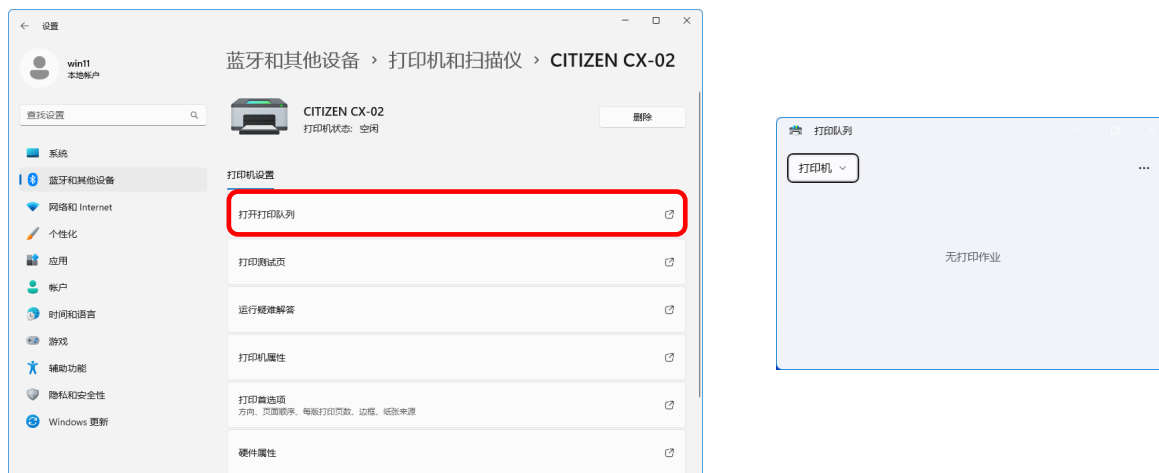 设置
win11
本地帐户
查找设置
系统
蓝牙和其他设备
网络和 Internet
个性化
应用
帐户
时间和语言
游戏
辅助功能
隐私和安全性
Windows 更新
蓝牙和其他设备 › 打印机和扫描仪 › CITIZEN CX-02
CITIZEN CX-02
打印机状态: 空闲
删除
打印机设置
打开打印队列
打印测试页
运行疑难解答
打印机属性
打印首选项
方向、页面顺序、每版打印页数、边框、纸张来源
硬件属性
打印队列
打印机
无打印作业